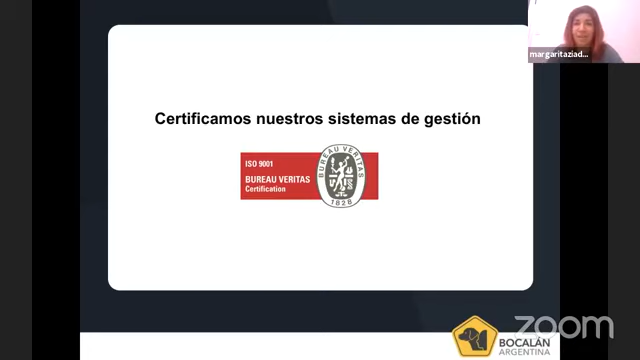 margaritaziad...
Certificamos nuestros sistemas de gestión
ISO 9001
BUREAU VERITAS
Certification
BUREAU VERITAS
1828
zoom
BOCALÁN
ARGENTINA